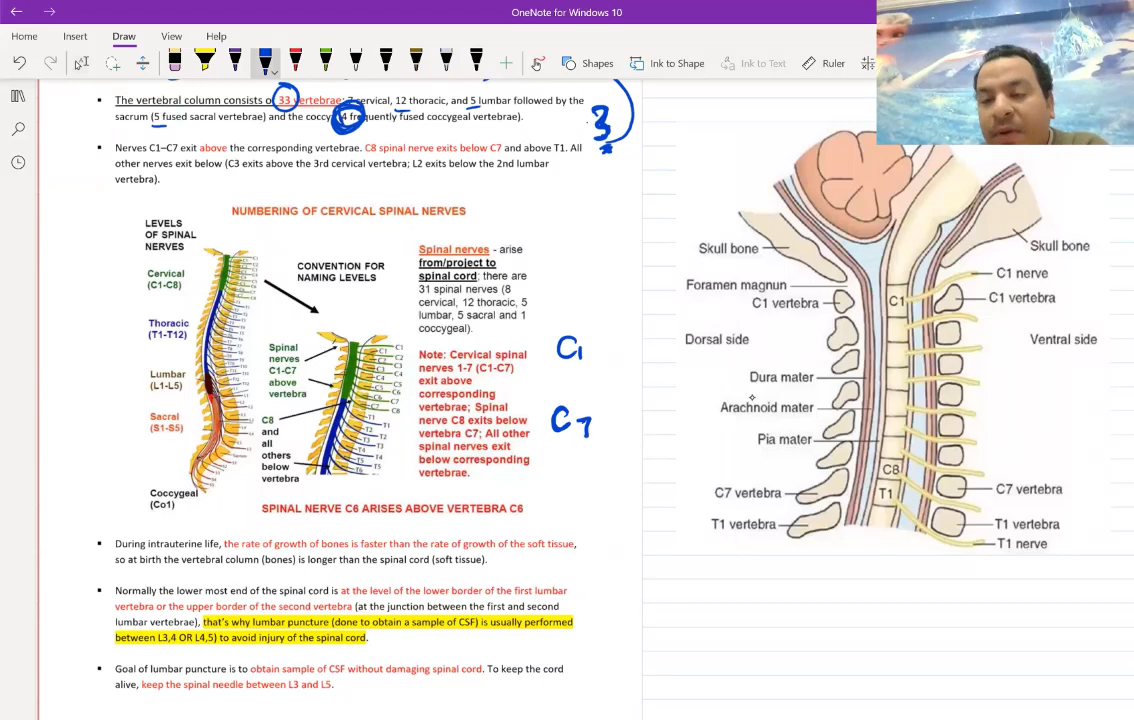 OneNote for Windows 10
Home Insert Draw View Help
Shapes Ink to Shape Ink to Text Ruler
The vertebral column consists of 33 vertebrae: 7 cervical, 12 thoracic, and 5 lumbar followed by the
sacrum (5 fused sacral vertebrae) and the coccyx (4 frequently fused coccygeal vertebrae).
3
Nerves C1–C7 exit above the corresponding vertebrae. C8 spinal nerve exits below C7 and above T1. All
other nerves exit below (C3 exits above the 3rd cervical vertebra; L2 exits below the 2nd lumbar
vertebra).
NUMBERING OF CERVICAL SPINAL NERVES
LEVELS
OF SPINAL
NERVES
Cervical
(C1-C8)
Thoracic
(T1-T12)
Lumbar
(L1-L5)
Sacral
(S1-S5)
Coccygeal
(Co1)
CONVENTION FOR
NAMING LEVELS
Spinal
nerves
C1-C7
above
vertebra
C8
and
all
others
below
vertebra
C1
C2
C3
C4
C5
C6
C7
C8
T1
T2
T3
T4
T5
T6
Spinal nerves - arise
from/project to
spinal cord; there are
31 spinal nerves (8
cervical, 12 thoracic, 5
lumbar, 5 sacral and 1
coccygeal).
Note: Cervical spinal
nerves 1-7 (C1-C7)
exit above
corresponding
vertebrae; Spinal
nerve C8 exits below
vertebra C7; All other
spinal nerves exit
below corresponding
vertebrae.
C1
C7
SPINAL NERVE C6 ARISES ABOVE VERTEBRA C6
During intrauterine life, the rate of growth of bones is faster than the rate of growth of the soft tissue,
so at birth the vertebral column (bones) is longer than the spinal cord (soft tissue).
Normally the lower most end of the spinal cord is at the level of the lower border of the first lumbar
vertebra or the upper border of the second vertebra (at the junction between the first and second
lumbar vertebrae), that's why lumbar puncture (done to obtain a sample of CSF) is usually performed
between L3,4 OR L4,5) to avoid injury of the spinal cord.
Goal of lumbar puncture is to obtain sample of CSF without damaging spinal cord. To keep the cord
alive, keep the spinal needle between L3 and L5.
Skull bone
Skull bone
Foramen magnun
C1 nerve
C1 vertebra
C1
C1 vertebra
Dorsal side
Ventral side
Dura mater
Arachnoid mater
Pia mater
C8
C7 vertebra
T1
C7 vertebra
T1 vertebra
T1 vertebra
T1 nerve